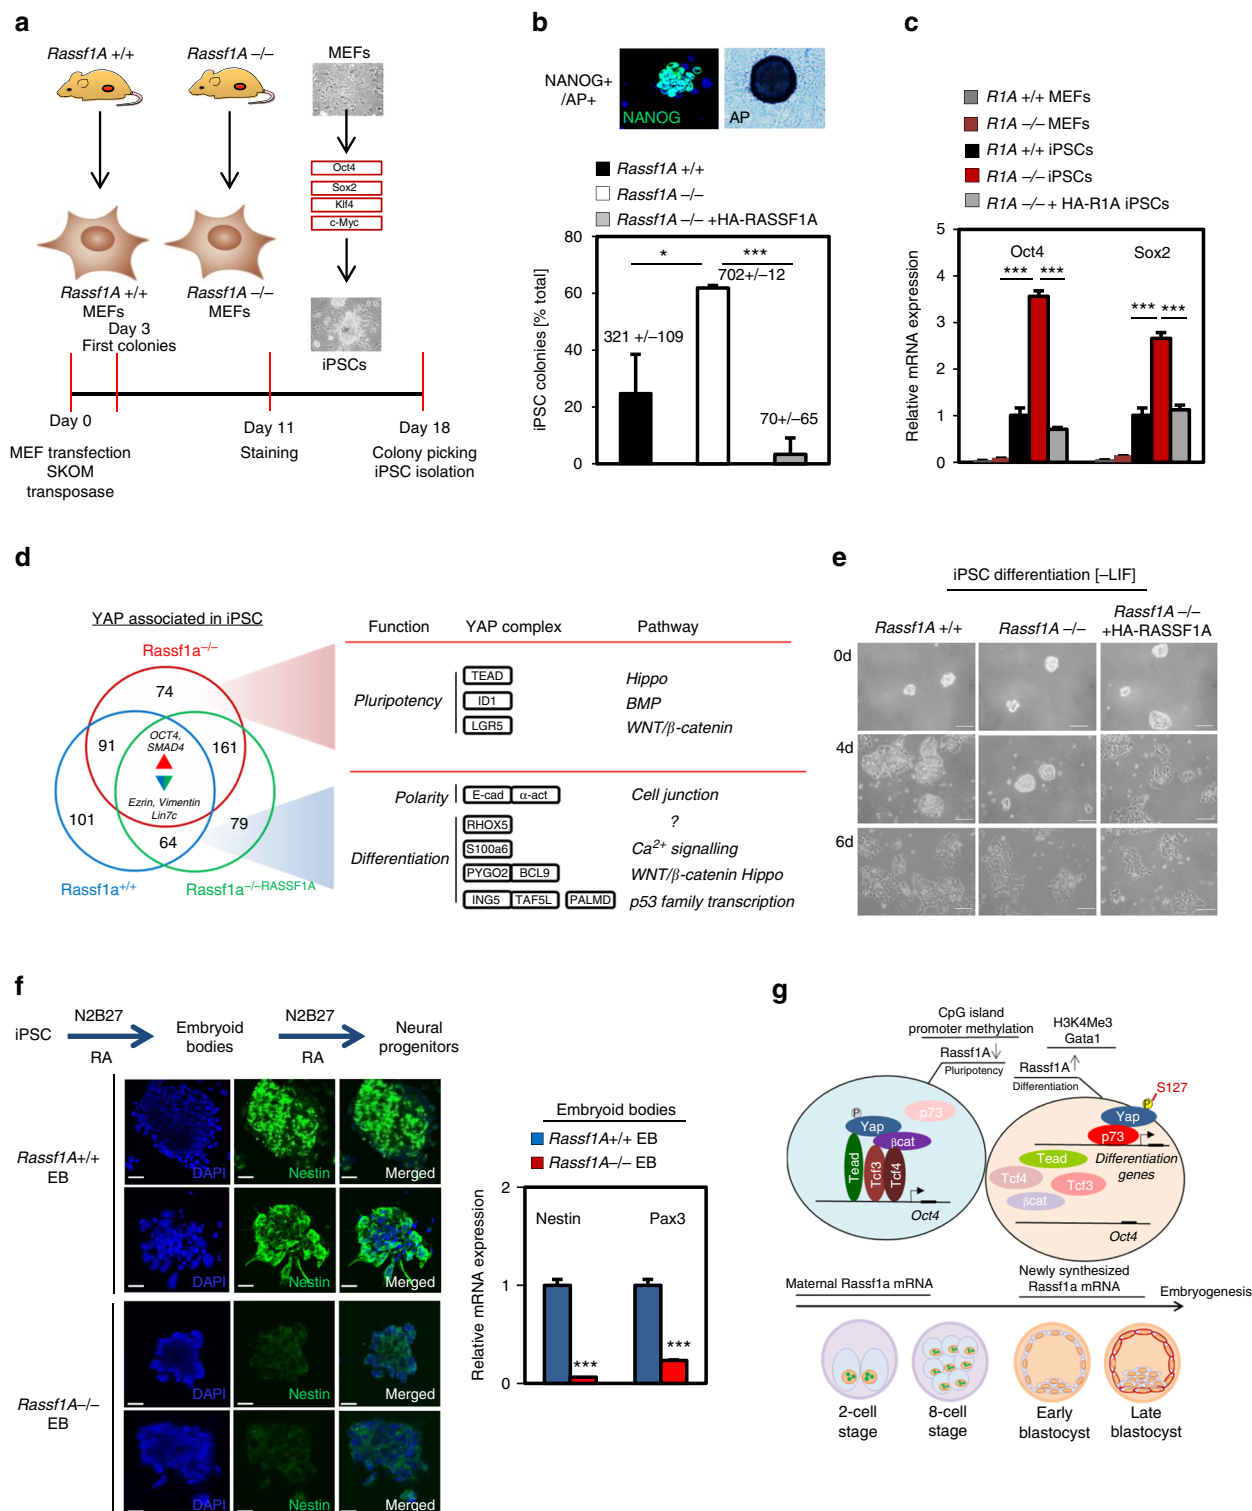 a
Rassf1A +/+
Rassf1A –/–
MEFs
Oct4
Sox2
Klf4
c-Myc
Rassf1A +/+
MEFs
Rassf1A –/–
MEFs
iPSCs
Day 3
First colonies
Day 0
Day 11
Day 18
MEF transfection
SKOM
transposase
Staining
Colony picking
iPSC isolation
b
NANOG+
/AP+
NANOG
AP
Rassf1A +/+
Rassf1A –/–
Rassf1A –/– +HA-RASSF1A
iPSC colonies [% total]
80
60
40
20
0
*
***
321 +/–109
702+/–12
70+/–65
c
R1A +/+ MEFs
R1A –/– MEFs
R1A +/+ iPSCs
R1A –/– iPSCs
R1A –/– + HA-R1A iPSCs
Relative mRNA expression
5
4
3
2
1
0
Oct4
Sox2
*** ***
*** ***
d
YAP associated in iPSC
Rassf1a–/–
74
91
OCT4,
SMAD4
161
Ezrin, Vimentin
Lin7c
101
79
64
Rassf1a+/+
Rassf1a–/–RASSF1A
Function
YAP complex
Pathway
Pluripotency
TEAD
Hippo
ID1
BMP
LGR5
WNT/β-catenin
Polarity
E-cad α-act
Cell junction
Differentiation
RHOX5
?
S100a6
Ca2+ signalling
PYGO2 BCL9
WNT/β-catenin Hippo
ING5 TAF5L PALMD
p53 family transcription
e
iPSC differentiation [–LIF]
Rassf1A +/+
Rassf1A –/–
Rassf1A –/–
+HA-RASSF1A
0d
4d
6d
f
iPSC
N2B27
RA
Embryoid
bodies
N2B27
RA
Neural
progenitors
Rassf1A+/+
EB
DAPI
Nestin
Merged
DAPI
Nestin
Merged
Rassf1A–/–
EB
DAPI
Nestin
Merged
DAPI
Nestin
Merged
Embryoid bodies
Rassf1A+/+ EB
Rassf1A–/– EB
Relative mRNA expression
2
1
0
Nestin
Pax3
***
***
g
CpG island
promoter methylation
Rassf1A↓
Pluripotency
H3K4Me3
Gata1
Rassf1A↑
Differentiation
P
Yap
p73
βcat
Tead
Tcf3
Tcf4
Oct4
S127
P
Yap
p73
Differentiation
genes
Tead
Tcf4
Tcf3
βcat
Oct4
Maternal Rassf1a mRNA
Newly synthesized
Rassf1a mRNA
Embryogenesis
2-cell
stage
8-cell
stage
Early
blastocyst
Late
blastocyst